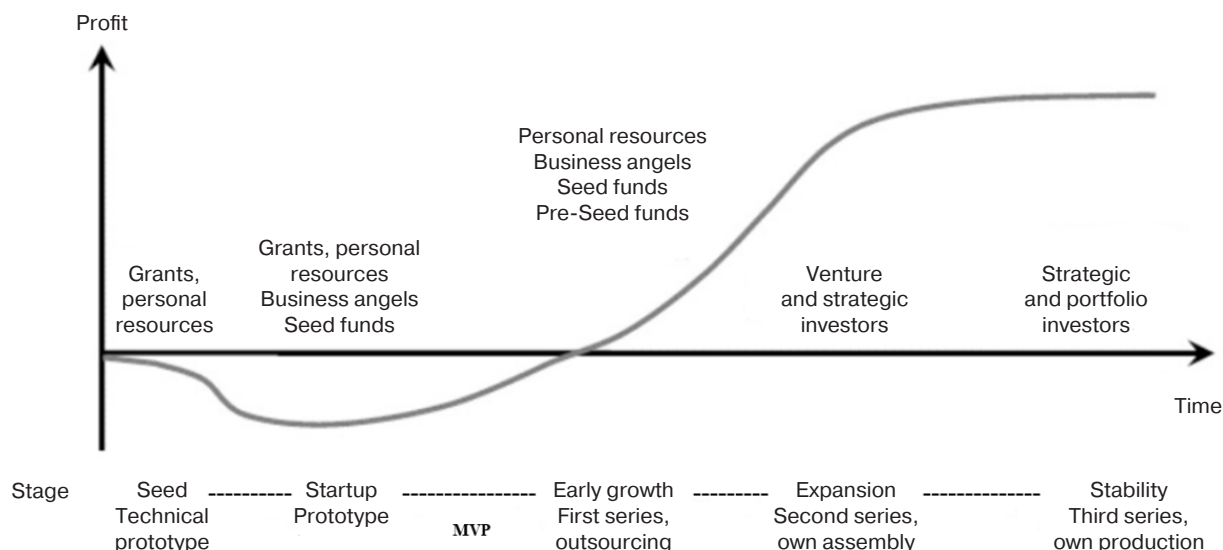 Profit
Personal resources
Business angels
Seed funds
Pre-Seed funds
Grants, personal
resources
Business angels
Seed funds
Grants,
personal
resources
Venture
and strategic
investors
Strategic
and portfolio
investors
Time
Stage
Seed ---------- Startup ---------------- Early growth --------- Expansion -------------- Stability
Technical Prototype First series, Second series, Third series,
prototype MVP outsourcing own assembly own production